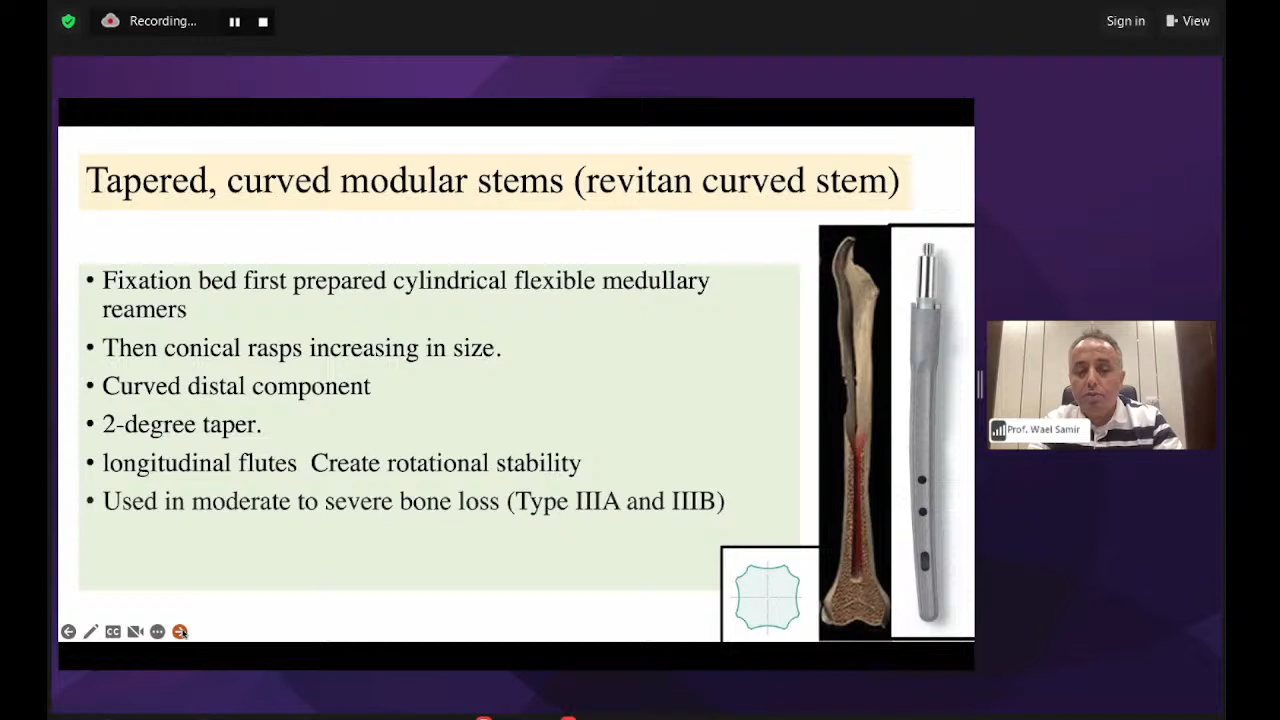 Recording...
Sign in
View
Tapered, curved modular stems (revitan curved stem)
• Fixation bed first prepared cylindrical flexible medullary
reamers
• Then conical rasps increasing in size.
• Curved distal component
• 2-degree taper.
• longitudinal flutes Create rotational stability
• Used in moderate to severe bone loss (Type IIIA and IIIB)
Prof. Wael Samir
CC